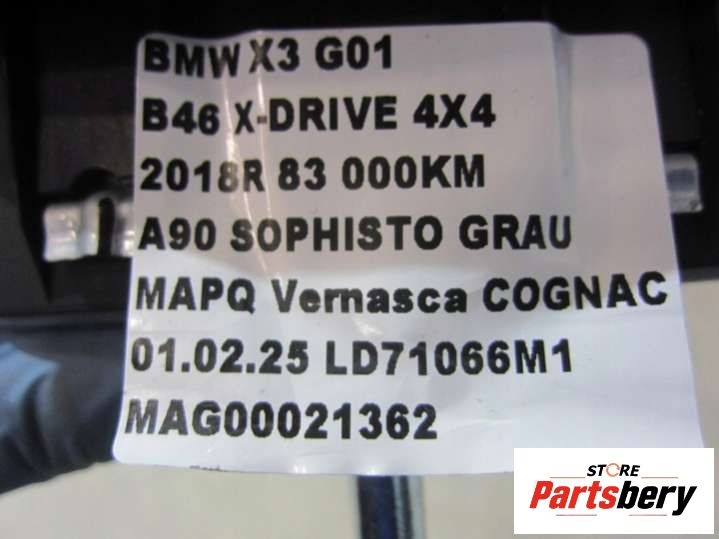 BMW X3 G01
B46 X-DRIVE 4X4
2018R 83 000KM
A90 SOPHISTO GRAU
MAPQ Vernasca COGNAC
01.02.25 LD71066M1
MAG00021362
STORE
Partsbery